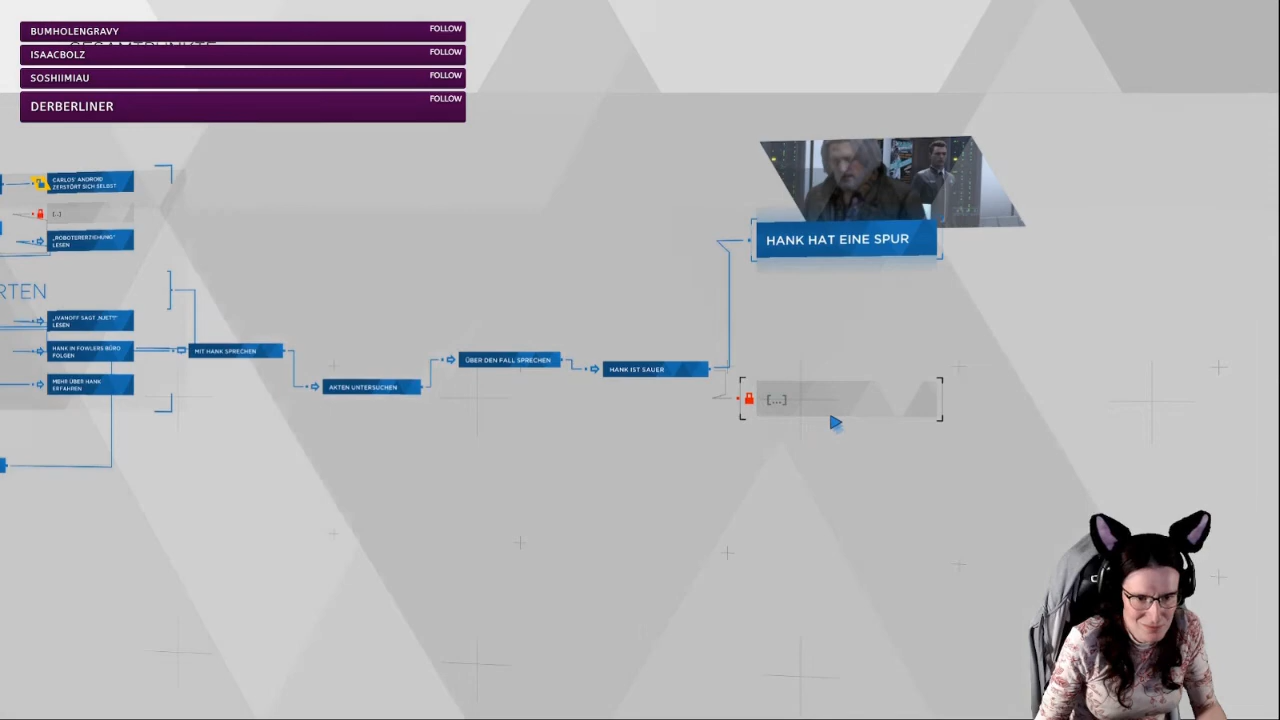 BUMHOLENGRAVY FOLLOW
GESAMTPUNKTE
ISAACBOLZ FOLLOW
SOSHIIMIAU FOLLOW
DERBERLINER FOLLOW
CARLOS' ANDROID
ZERSTÖRT SICH SELBST
[...]
„ROBOTERERZIEHUNG"
LESEN
HANK HAT EINE SPUR
RTEN
„IVANOFF SAGT ‚NJET'"
LESEN
HANK IN FOWLERS BÜRO
FOLGEN
MIT HANK SPRECHEN
MEHR ÜBER HANK
ERFAHREN
AKTEN UNTERSUCHEN
ÜBER DEN FALL SPRECHEN
HANK IST SAUER
[...]